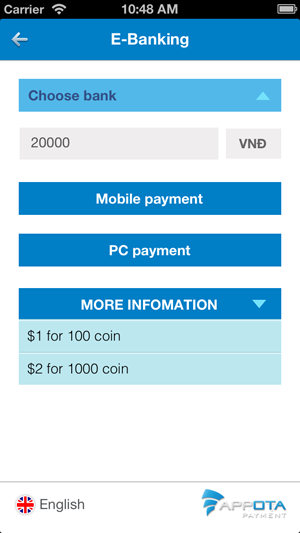 Carrier 10:48 AM
E-Banking
Choose bank
20000 VNĐ
Mobile payment
PC payment
MORE INFOMATION
$1 for 100 coin
$2 for 1000 coin
English APPOTA
PAYMENT